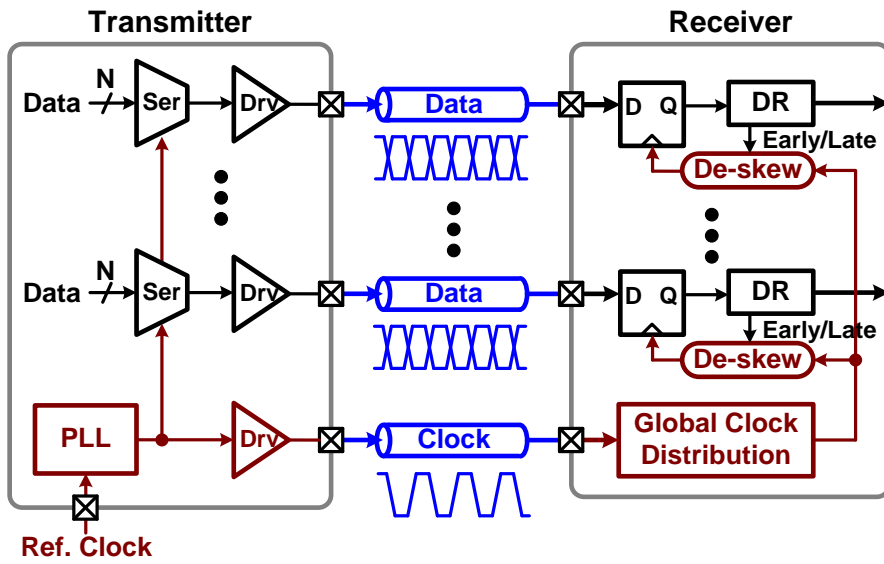 Transmitter
Receiver
Data
N
Ser
Drv
Data
D
Q
DR
Early/Late
De-skew
Data
N
Ser
Drv
Data
D
Q
DR
Early/Late
De-skew
PLL
Drv
Clock
Global Clock
Distribution
Ref. Clock